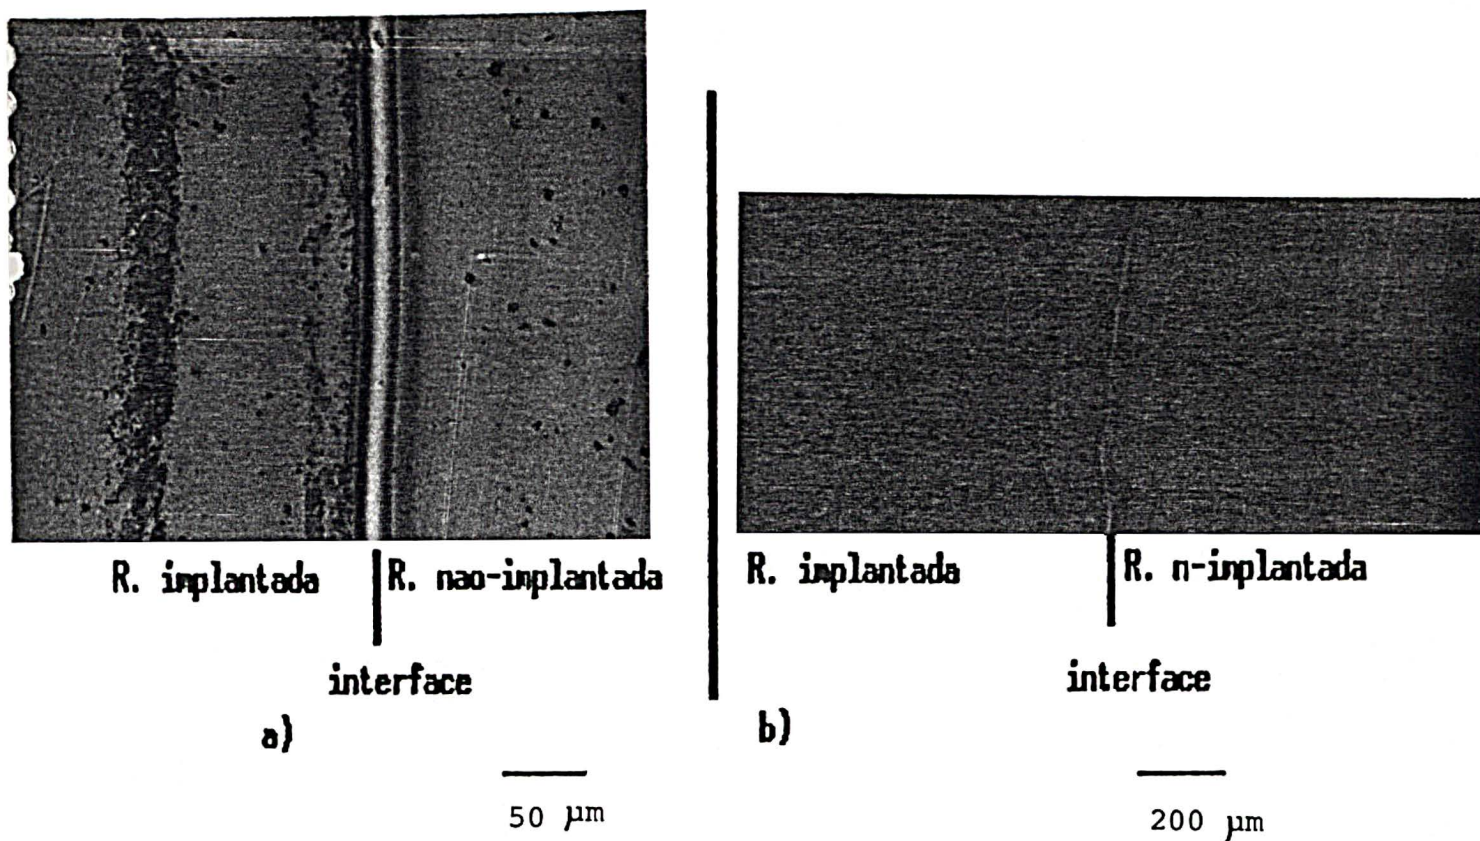 R. implantada
R. nao-implantada
interface
a)
50 µm
R. implantada
R. n-implantada
interface
b)
200 µm